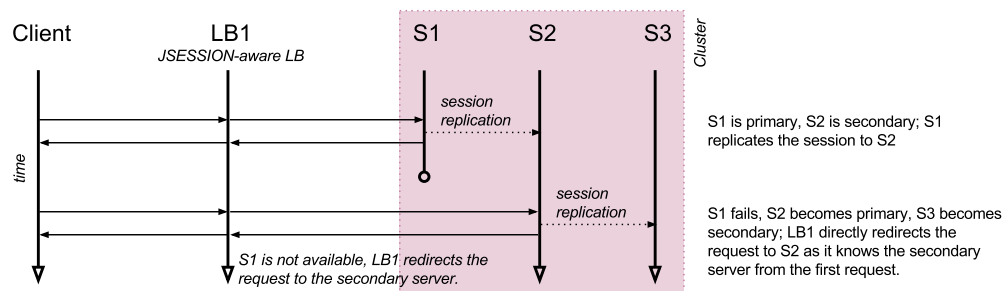 Client
LB1
JSESSION-aware LB
S1
S2
S3
Cluster
time
session
replication
S1 is primary, S2 is secondary; S1
replicates the session to S2
session
replication
S1 fails, S2 becomes primary, S3 becomes
secondary; LB1 directly redirects the
request to S2 as it knows the secondary
server from the first request.
S1 is not available, LB1 redirects the
request to the secondary server.